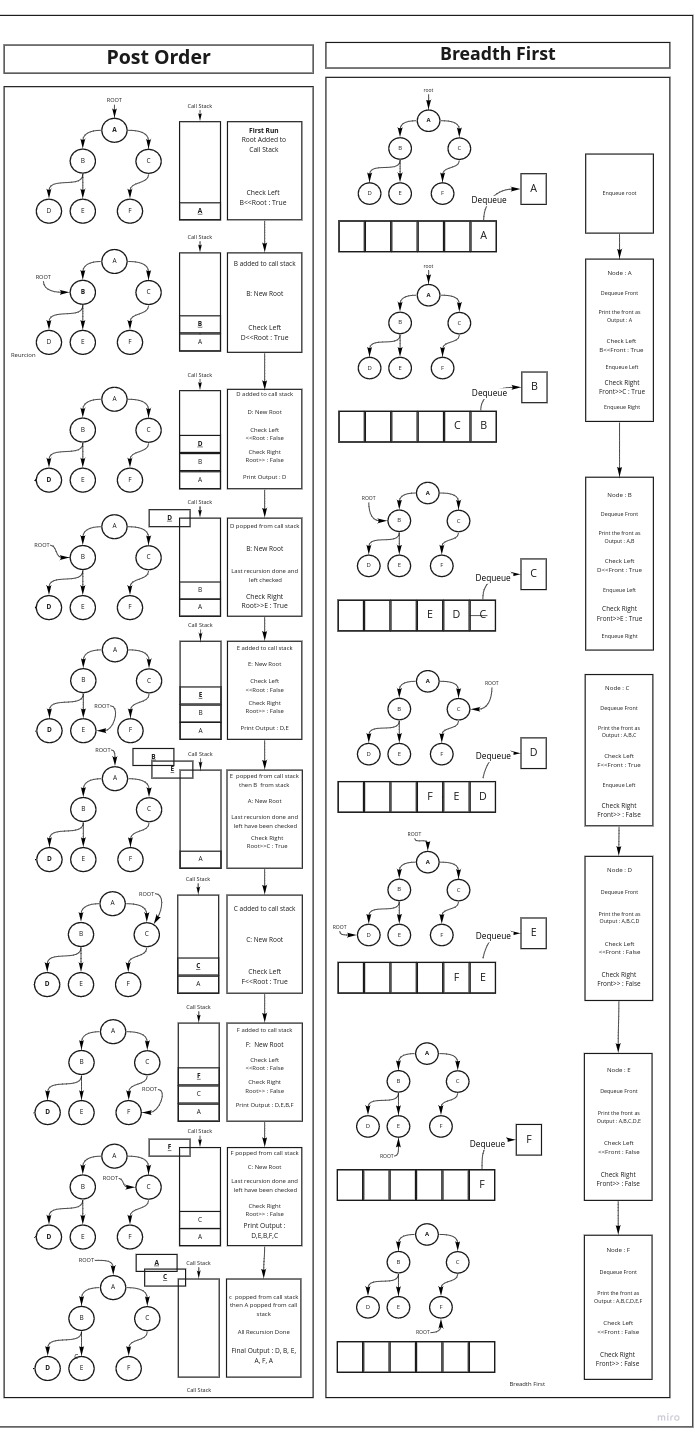 Post Order
ROOT
A
B
C
D
E
F
Call Stack
A
First Run
Root Added to
Call Stack
Check Left
B<<Root : True
ROOT
A
B
C
D
E
F
Reurcion
Call Stack
B
A
B added to call stack
B: New Root
Check Left
D<<Root : True
A
B
C
D
E
F
Call Stack
D
B
A
D added to call stack
D: New Root
Check Left
<<Root : False
Check Right
Root>> : False
Print Output : D
ROOT
A
B
C
D
E
F
Call Stack
D
B
A
D popped from call stack
B: New Root
Last recursion done and
left checked
Check Right
Root>>E : True
A
B
C
ROOT
D
E
F
Call Stack
E
B
A
E added to call stack
E: New Root
Check Left
<<Root : False
Check Right
Root>> : False
Print Output : D,E
ROOT
A
B
C
D
E
F
B
E
Call Stack
A
E popped from call stack
then B from stack
A: New Root
Last recursion done and
left have been checked
Check Right
Root>>C : True
ROOT
A
B
C
D
E
F
Call Stack
C
A
C added to call stack
C: New Root
Check Left
F<<Root : True
A
B
C
ROOT
D
E
F
Call Stack
F
C
A
F added to call stack
F: New Root
Check Left
<<Root : False
Check Right
Root>> : False
Print Output : D,E,B,F
A
B
ROOT
C
D
E
F
F
Call Stack
C
A
F popped from call stack
C: New Root
Last recursion done and
left have been checked
Check Right
Root>> : False
Print Output :
D,E,B,F,C
ROOT
A
B
C
D
C
E
F
A
C
Call Stack
c popped from call stack
then A popped from call
stack
All Recursion Done
Final Output : D, B, E,
A, F, A
Call Stack
Breadth First
root
A
B
C
D
E
F
Dequeue
A
A
Enqueue root
root
A
B
C
D
E
F
Dequeue
B
C
B
Node : A
Dequeue Front
Print the front as
Output : A
Check Left
B<<Front : True
Enqueue Left
Check Right
Front>>C : True
Enqueue Right
ROOT
A
B
C
D
E
F
Dequeue
C
E
D
C
Node : B
Dequeue Front
Print the front as
Output : A,B
Check Left
D<<Front : True
Enqueue Left
Check Right
Front>>E : True
Enqueue Right
A
ROOT
B
C
D
E
F
Dequeue
D
F
E
D
Node : C
Dequeue Front
Print the front as
Output : A,B,C
Check Left
F<<Front : True
Enqueue Left
Check Right
Front>> : False
ROOT
A
B
C
ROOT
D
E
F
Dequeue
E
F
E
Node : D
Dequeue Front
Print the front as
Output : A,B,C,D
Check Left
<<Front : False
Check Right
Front>> : False
A
B
C
D
E
F
ROOT
Dequeue
F
F
Node : E
Dequeue Front
Print the front as
Output : A,B,C,D,E
Check Left
<<Front : False
Check Right
Front>> : False
A
B
C
D
E
F
ROOT
Node : F
Dequeue Front
Print the front as
Output : A,B,C,D,E,F
Check Left
<<Front : False
Check Right
Front>> : False
Breadth First
miro